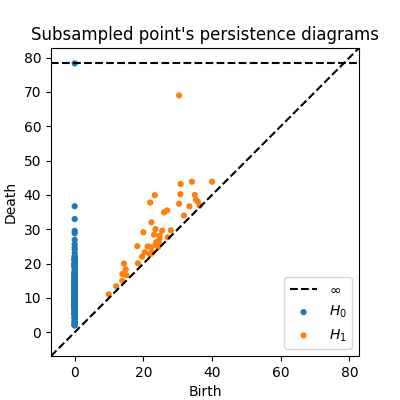 Subsampled point's persistence diagrams
80
70
60
50
40
30
20
10
0
Death
∞
H₀
H₁
0 20 40 60 80
Birth